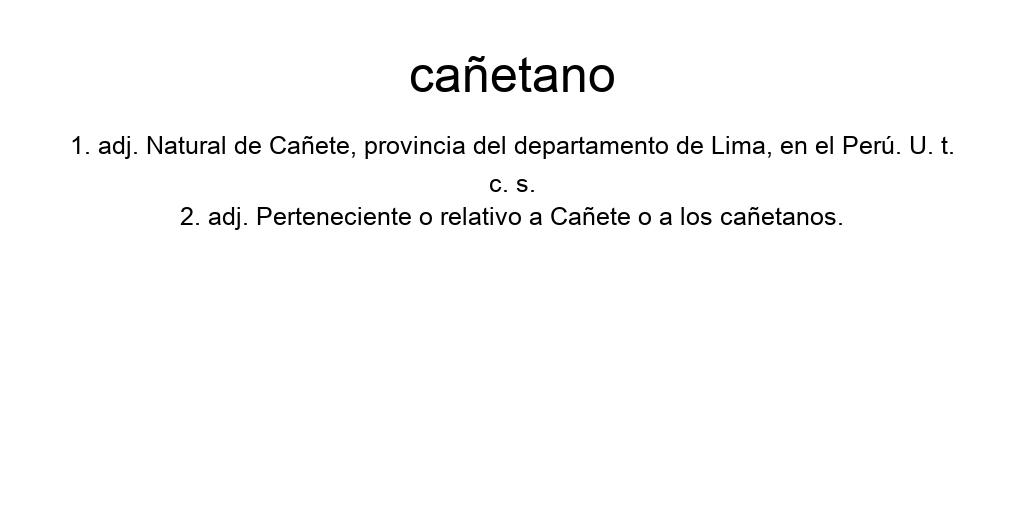 cañetano
1. adj. Natural de Cañete, provincia del departamento de Lima, en el Perú. U. t.
c. s.
2. adj. Perteneciente o relativo a Cañete o a los cañetanos.